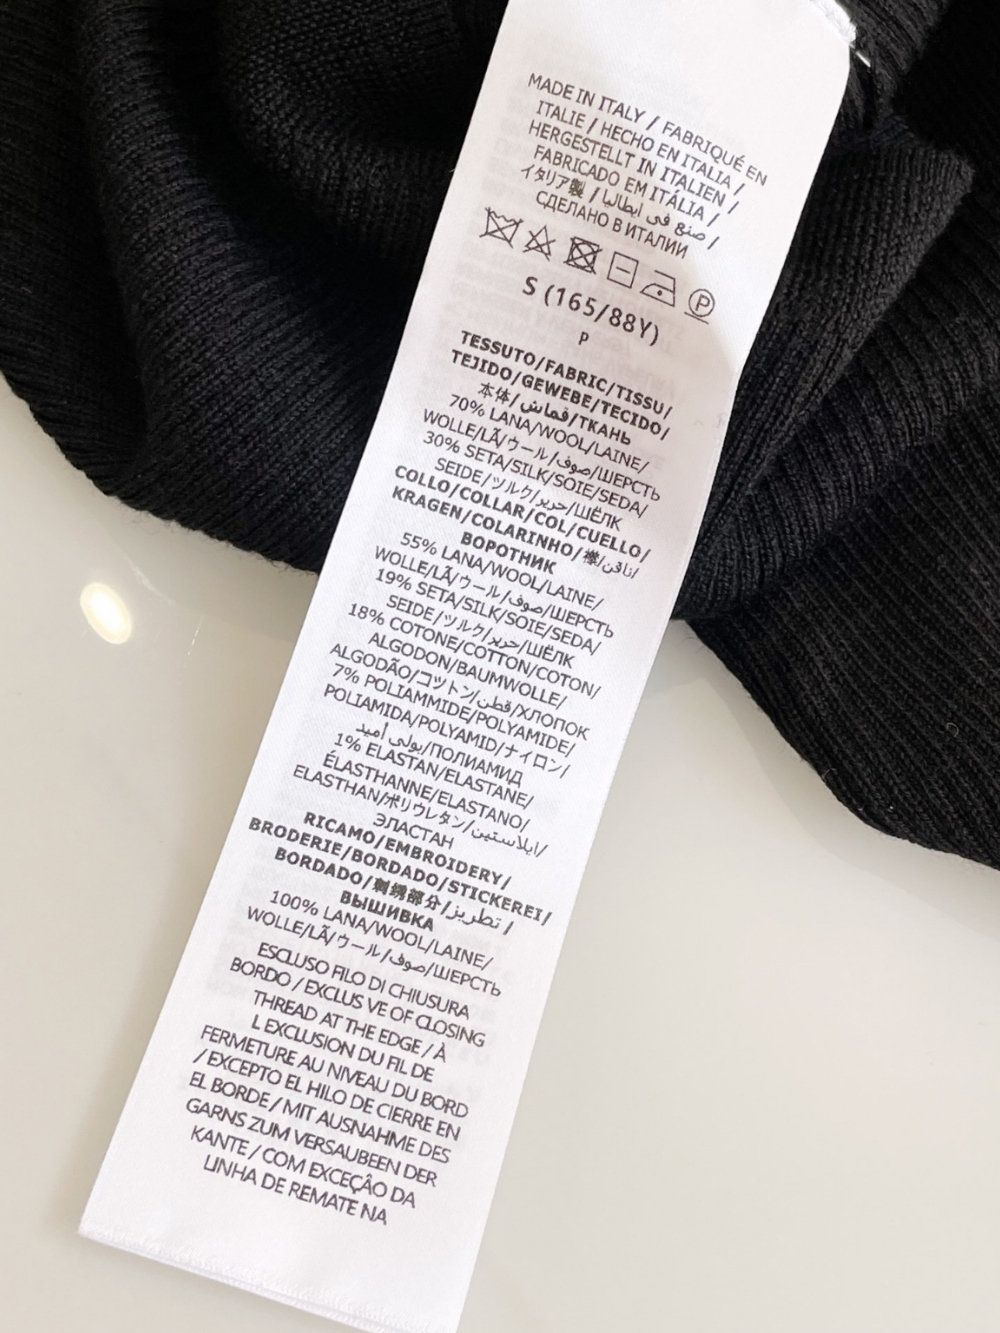 MADE IN ITALY / FABRIQUÉ EN
ITALIE / HECHO EN ITALIA /
HERGESTELLT IN ITALIEN /
FABRICADO EM ITÁLIA /
イタリア製 / صنع في ايطاليا /
СДЕЛАНО В ИТАЛИИ
P
S (165/88Y)
P
TESSUTO/FABRIC/TISSU/
TEJIDO/GEWEBE/TECIDO/
本体/قماش/ТКАНЬ
70% LANA/WOOL/LAINE/
WOLLE/LÃ/ウール/صوف/ШЕРСТЬ
30% SETA/SILK/SOIE/SEDA/
SEIDE/ツルク/حرير/ШЁЛК
COLLO/COLLAR/COL/CUELLO/
KRAGEN/COLARINHO/襟/
ВОРОТНИК
55% LANA/WOOL/LAINE/
WOLLE/LÃ/ウール/صوف/ШЕРСТЬ
19% SETA/SILK/SOIE/SEDA/
SEIDE/ツルク/حرير/ШЁЛК
18% COTONE/COTTON/COTON/
ALGODON/BAUMWOLLE/
ALGODÃO/コツトン/قطن/ХЛОПОК
7% POLIAMMIDE/POLYAMIDE/
POLIAMIDA/POLYAMID/ナイロン/
بولي أميد/ПОЛИАМИД
1% ELASTAN/ELASTANE/
ÉLASTHANNE/ELASTANO/
ELASTHAN/ポリウレタン/ايلاستين/
ЭЛАСТАН
RICAMO/EMBROIDERY/
BRODERIE/BORDADO/STICKEREI/
BORDADO/刺绣部分/تطريز /
ВЫШИВКА
100% LANA/WOOL/LAINE/
WOLLE/LÃ/ウール/صوف/ШЕРСТЬ
ESCLUSO FILO DI CHIUSURA
BORDO / EXCLUS VE OF CLOSING
THREAD AT THE EDGE / À
L EXCLUSION DU FIL DE
FERMETURE AU NIVEAU DU BORD
/ EXCEPTO EL HILO DE CIERRE EN
EL BORDE / MIT AUSNAHME DES
GARNS ZUM VERSAUBEEN DER
KANTE / COM EXCEÇÂO DA
LINHA DE REMATE NA